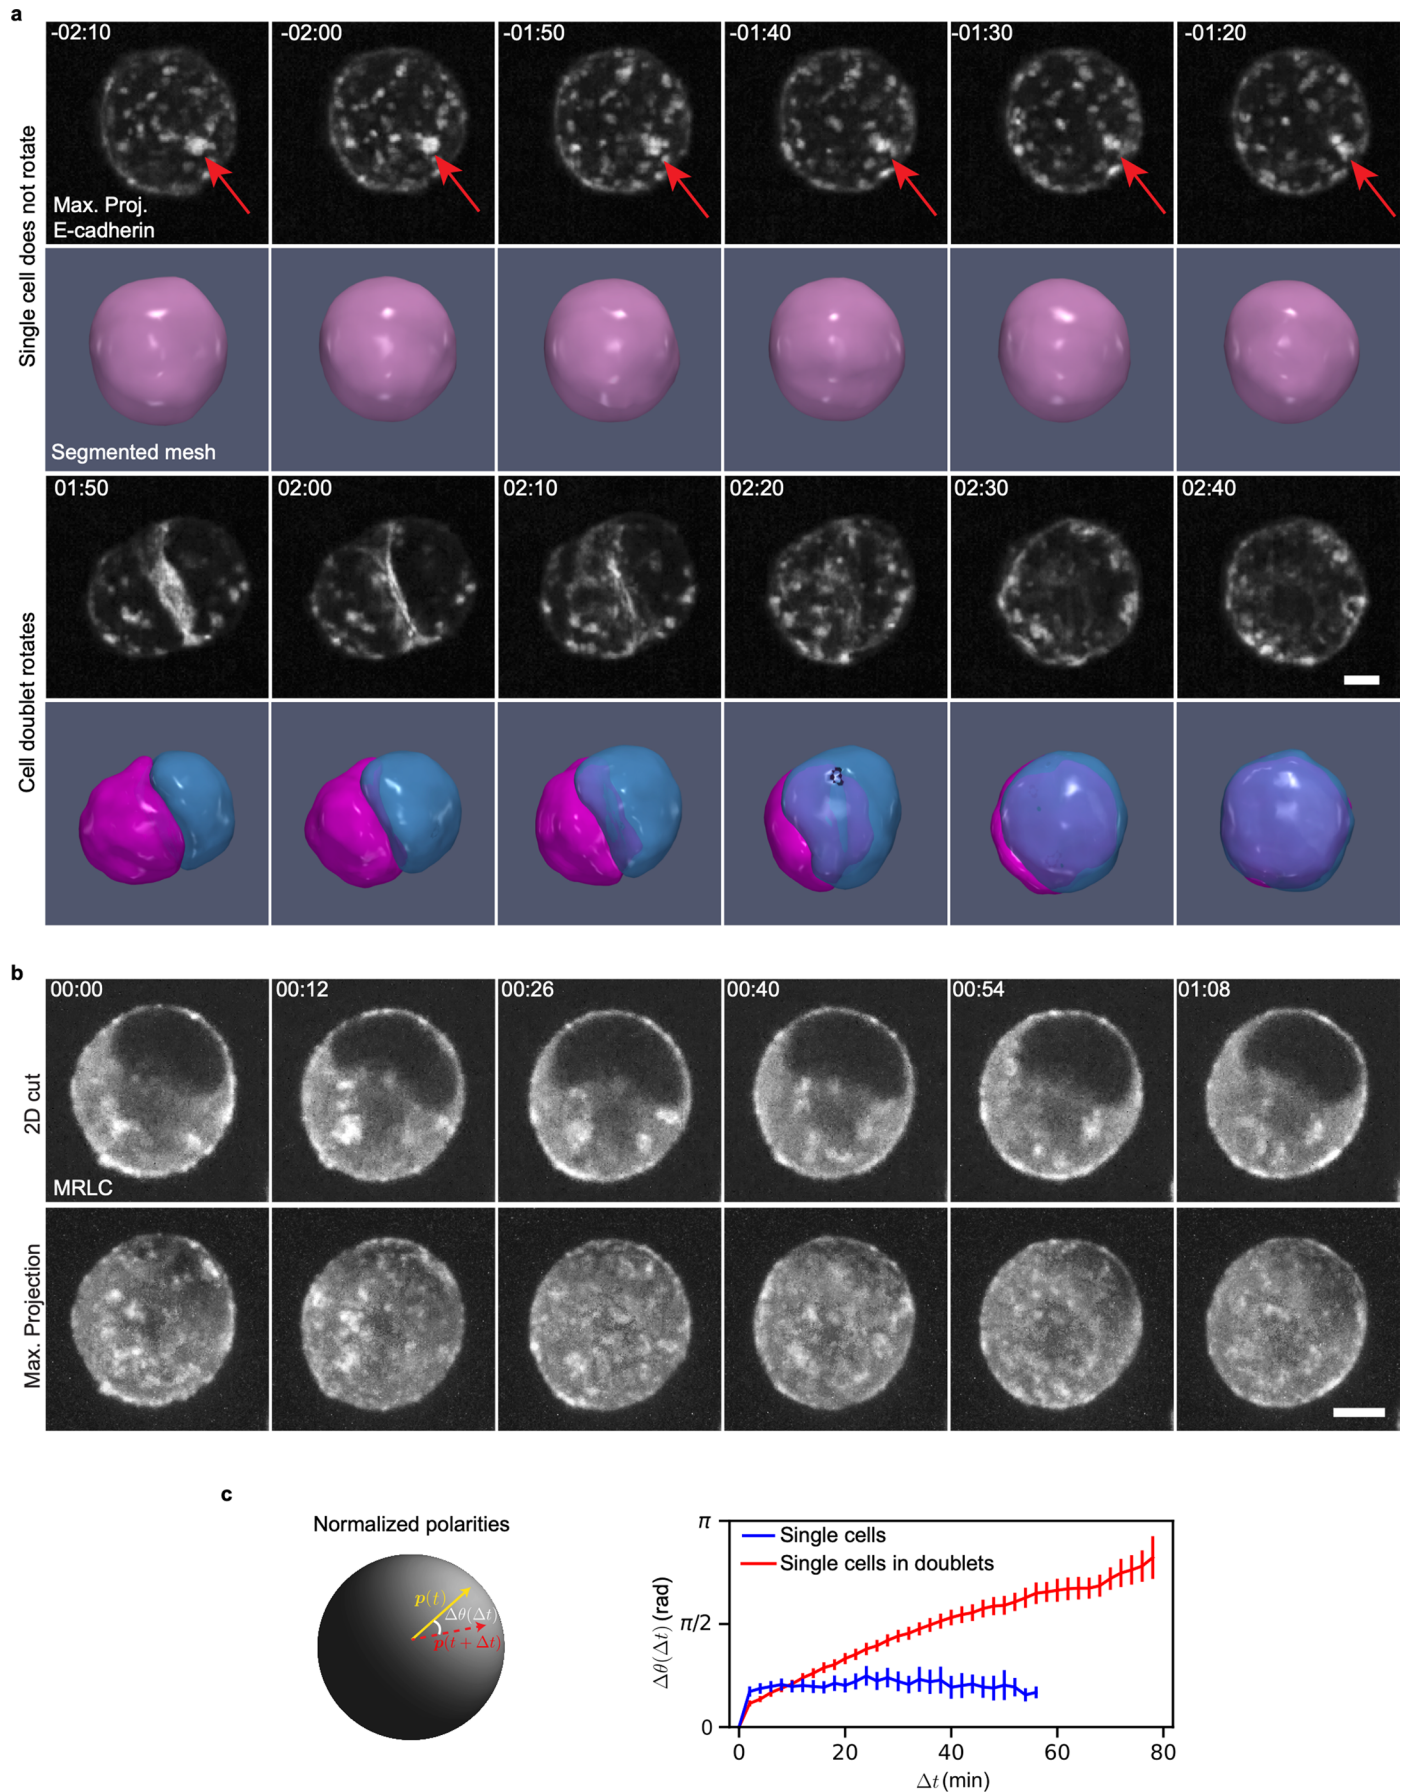 a
Single cell does not rotate
-02:10
-02:00
-01:50
-01:40
-01:30
-01:20
Max. Proj.
E-cadherin
Segmented mesh
Cell doublet rotates
01:50
02:00
02:10
02:20
02:30
02:40
b
2D cut
00:00
00:12
00:26
00:40
00:54
01:08
MRLC
Max. Projection
c
Normalized polarities
p(t)
Δθ(Δt)
p(t + Δt)
Δθ(Δt) (rad)
π
π/2
0
Single cells
Single cells in doublets
0 20 40 60 80
Δt (min)